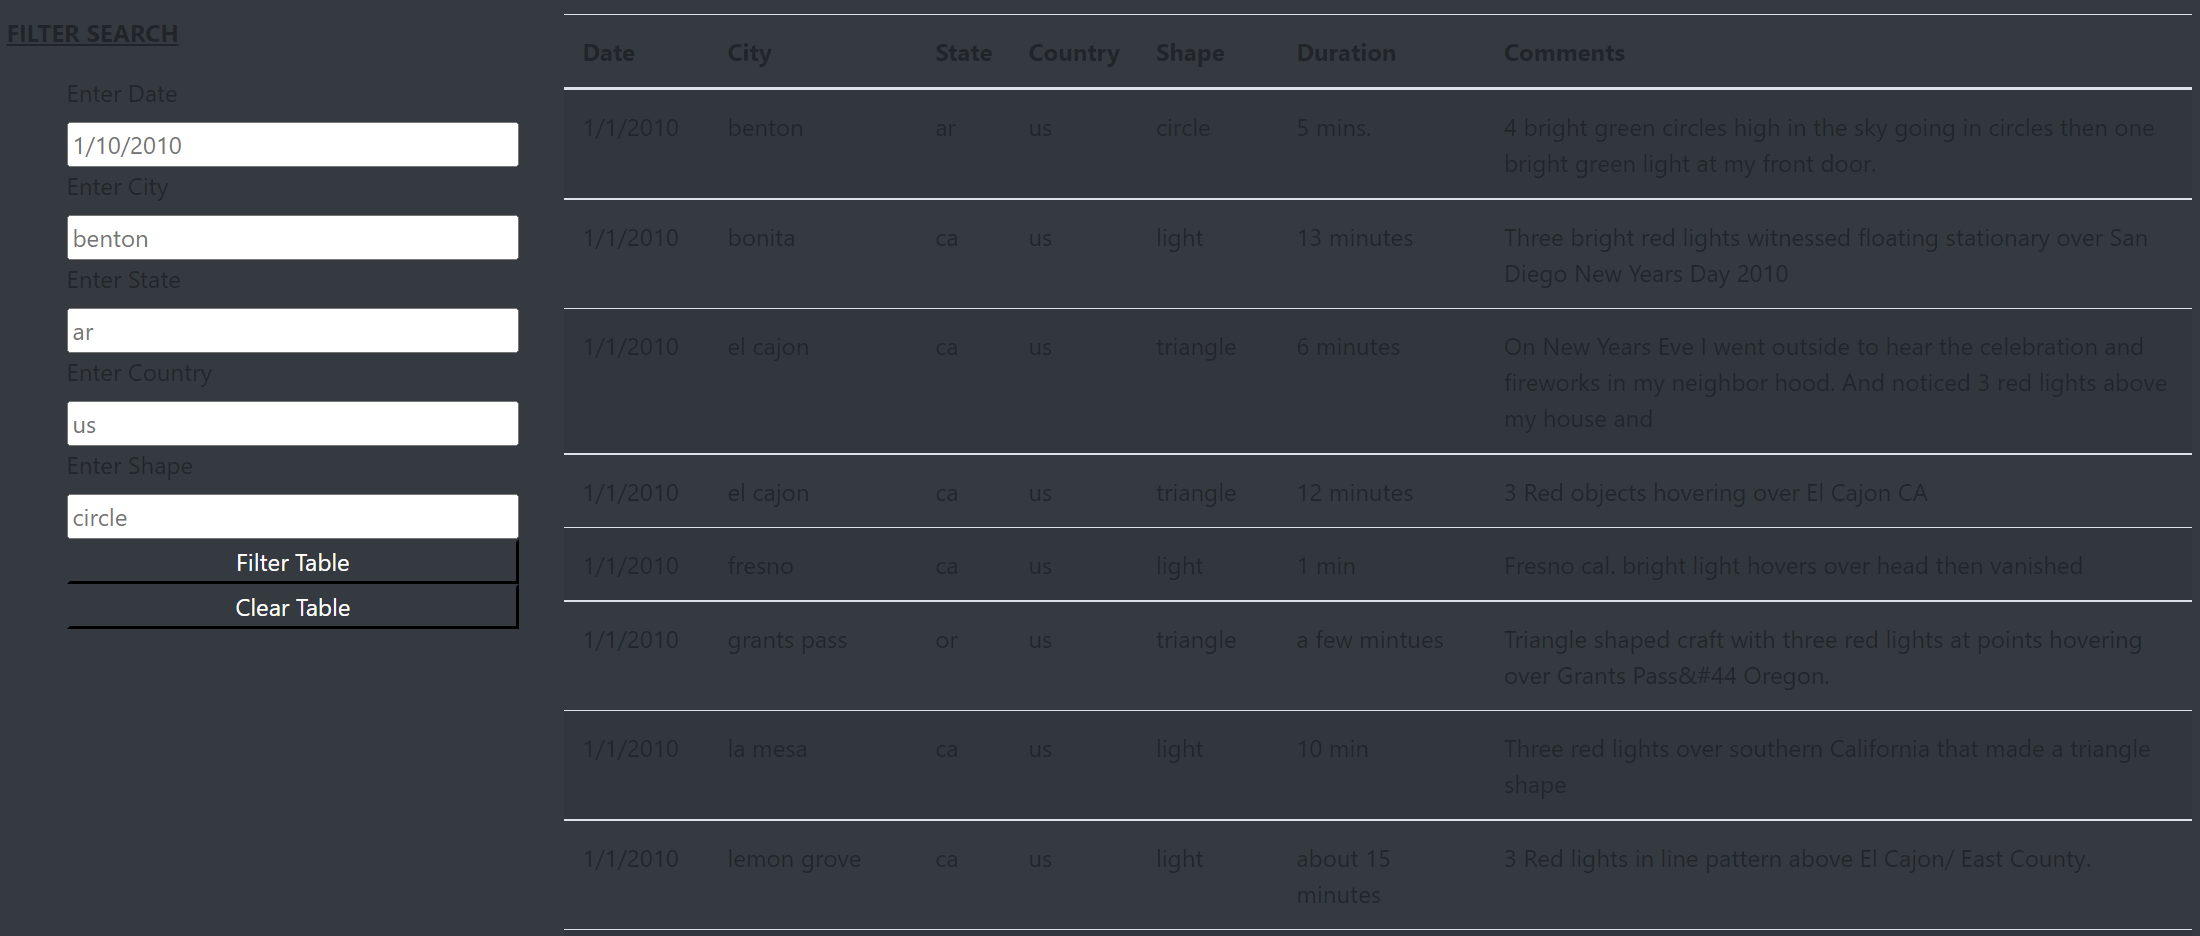 FILTER SEARCH
Enter Date
1/10/2010
Enter City
benton
Enter State
ar
Enter Country
us
Enter Shape
circle
Filter Table
Clear Table
Date City State Country Shape Duration Comments
1/1/2010 benton ar us circle 5 mins. 4 bright green circles high in the sky going in circles then one
bright green light at my front door.
1/1/2010 bonita ca us light 13 minutes Three bright red lights witnessed floating stationary over San
Diego New Years Day 2010
1/1/2010 el cajon ca us triangle 6 minutes On New Years Eve I went outside to hear the celebration and
fireworks in my neighbor hood. And noticed 3 red lights above
my house and
1/1/2010 el cajon ca us triangle 12 minutes 3 Red objects hovering over El Cajon CA
1/1/2010 fresno ca us light 1 min Fresno cal. bright light hovers over head then vanished
1/1/2010 grants pass or us triangle a few mintues Triangle shaped craft with three red lights at points hovering
over Grants Pass&#44 Oregon.
1/1/2010 la mesa ca us light 10 min Three red lights over southern California that made a triangle
shape
1/1/2010 lemon grove ca us light about 15 3 Red lights in line pattern above El Cajon/ East County.
minutes